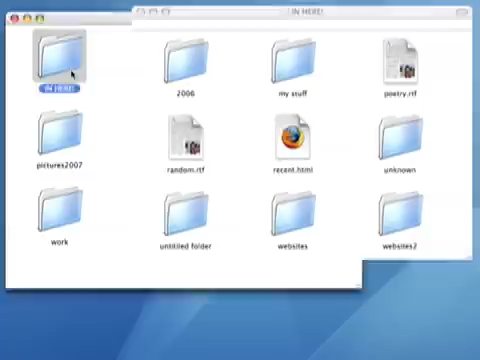 IN HERE!
IN HERE!
2006
my stuff
poetry.rtf
pictures2007
random.rtf
recent.html
unknown
work
untitled folder
websites
websites2